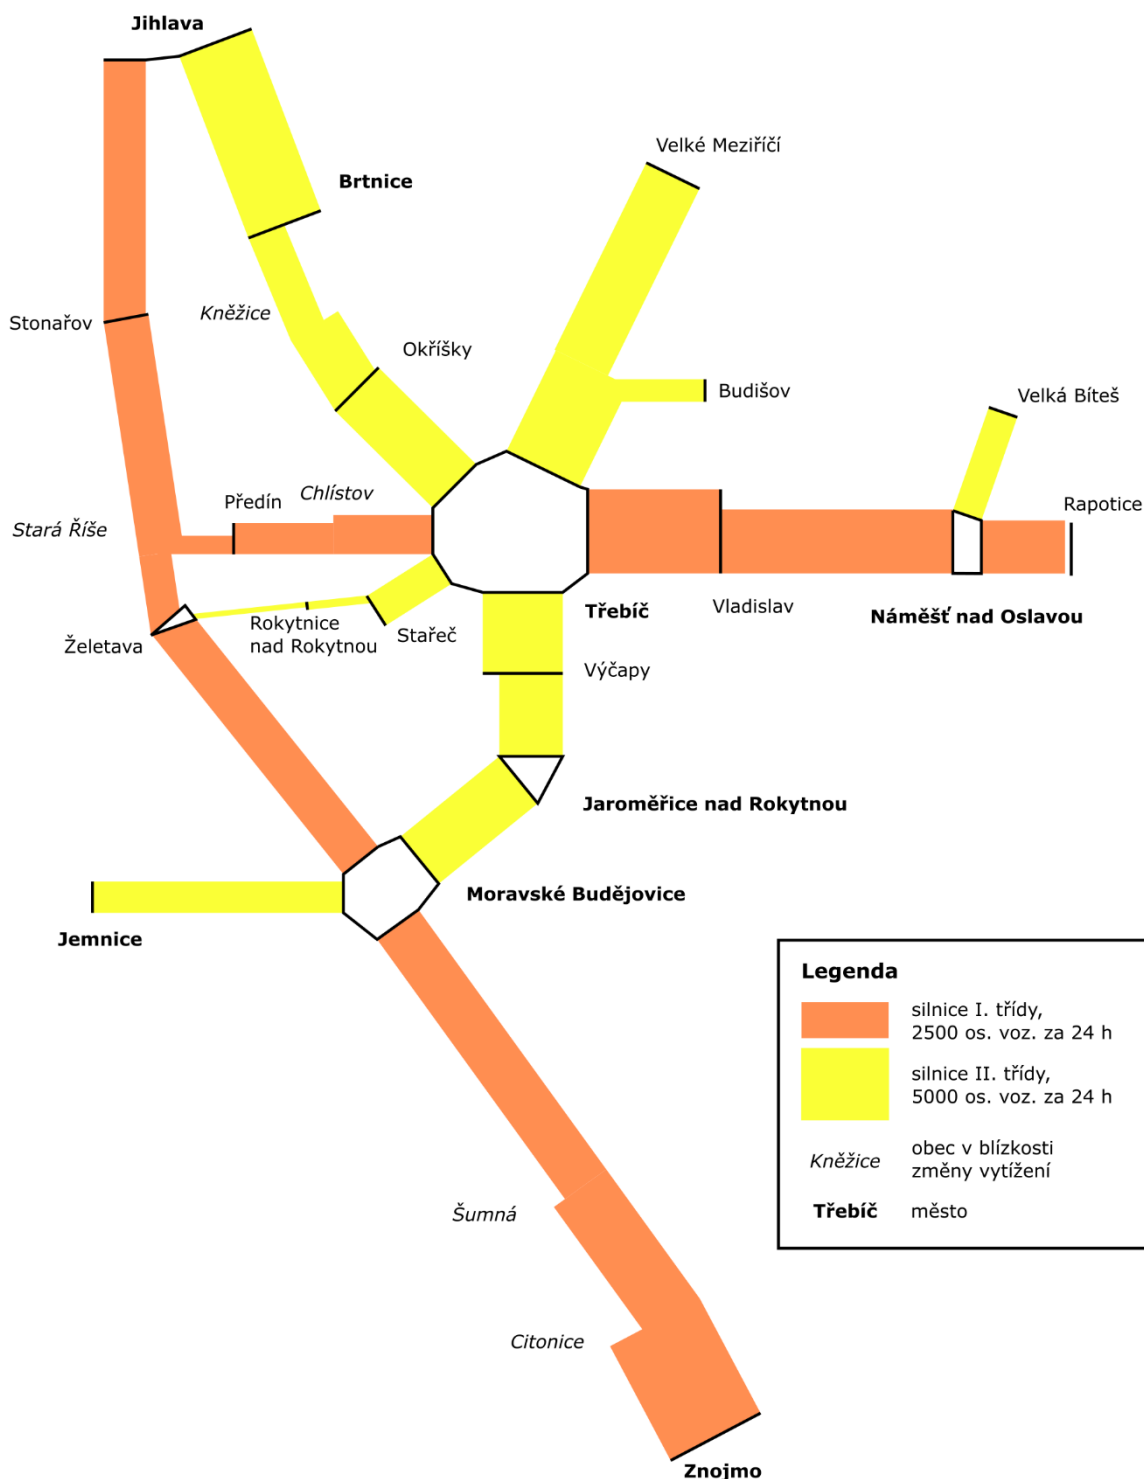 Jihlava
Velké Meziříčí
Brtnice
Kněžice
Stonařov
Okříšky
Budišov
Velká Bíteš
Předín
Chlístov
Rapotice
Stará Říše
Třebíč
Vladislav
Náměšť nad Oslavou
Rokytnice
nad Rokytnou
Stařeč
Želetava
Výčapy
Jaroměřice nad Rokytnou
Moravské Budějovice
Jemnice
Legenda
silnice I. třídy,
2500 os. voz. za 24 h
silnice II. třídy,
5000 os. voz. za 24 h
Kněžice
obec v blízkosti
změny vytížení
Třebíč
město
Šumná
Citonice
Znojmo